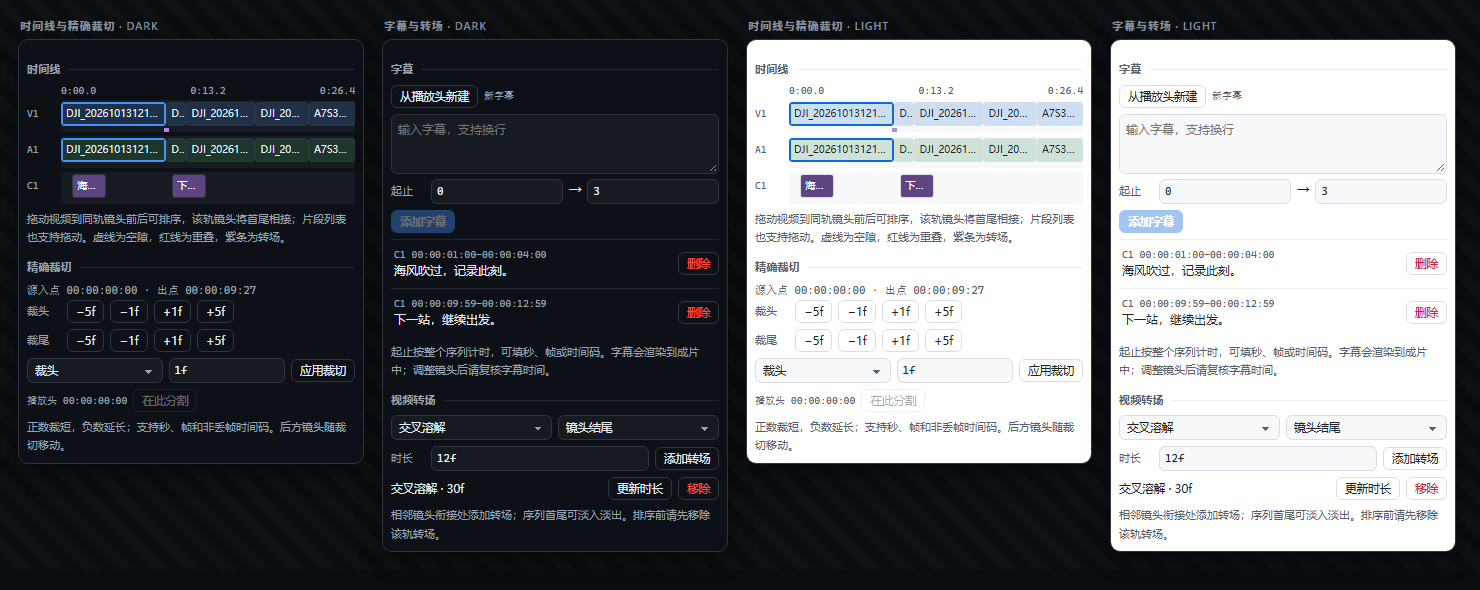 时间线与精确裁切 · DARK
时间线
0:00.0 0:13.2 0:26.4
V1 DJI_20261013121... D.. DJI_20261... DJI_20... A7S3...
A1 DJI_20261013121... D.. DJI_20261... DJI_20... A7S3...
C1 海... 下...
拖动视频到同轨镜头前后可排序，该轨镜头将首尾相接；片段列表
也支持拖动。虚线为空隙，红线为重叠，紫条为转场。
精确裁切
源入点 00:00:00:00 · 出点 00:00:09:27
裁头 −5f −1f +1f +5f
裁尾 −5f −1f +1f +5f
裁头 1f 应用裁切
播放头 00:00:00:00 在此分割
正数裁短，负数延长；支持秒、帧和非丢帧时间码。后方镜头随裁
切移动。
字幕与转场 · DARK
字幕
从播放头新建 新字幕
输入字幕，支持换行
起止 0 → 3
添加字幕
C1 00:00:01:00—00:00:04:00
海风吹过，记录此刻。 删除
C1 00:00:09:59—00:00:12:59
下一站，继续出发。 删除
起止按整个序列计时，可填秒、帧或时间码。字幕会渲染到成片
中；调整镜头后请复核字幕时间。
视频转场
交叉溶解 镜头结尾
时长 12f 添加转场
交叉溶解 · 30f 更新时长 移除
相邻镜头衔接处添加转场；序列首尾可淡入淡出。排序前请先移除
该轨转场。
时间线与精确裁切 · LIGHT
时间线
0:00.0 0:13.2 0:26.4
V1 DJI_20261013121... D.. DJI_20261... DJI_20... A7S3...
A1 DJI_20261013121... D.. DJI_20261... DJI_20... A7S3...
C1 海... 下...
拖动视频到同轨镜头前后可排序，该轨镜头将首尾相接；片段列表
也支持拖动。虚线为空隙，红线为重叠，紫条为转场。
精确裁切
源入点 00:00:00:00 · 出点 00:00:09:27
裁头 −5f −1f +1f +5f
裁尾 −5f −1f +1f +5f
裁头 1f 应用裁切
播放头 00:00:00:00 在此分割
正数裁短，负数延长；支持秒、帧和非丢帧时间码。后方镜头随裁
切移动。
字幕与转场 · LIGHT
字幕
从播放头新建 新字幕
输入字幕，支持换行
起止 0 → 3
添加字幕
C1 00:00:01:00—00:00:04:00
海风吹过，记录此刻。 删除
C1 00:00:09:59—00:00:12:59
下一站，继续出发。 删除
起止按整个序列计时，可填秒、帧或时间码。字幕会渲染到成片
中；调整镜头后请复核字幕时间。
视频转场
交叉溶解 镜头结尾
时长 12f 添加转场
交叉溶解 · 30f 更新时长 移除
相邻镜头衔接处添加转场；序列首尾可淡入淡出。排序前请先移除
该轨转场。